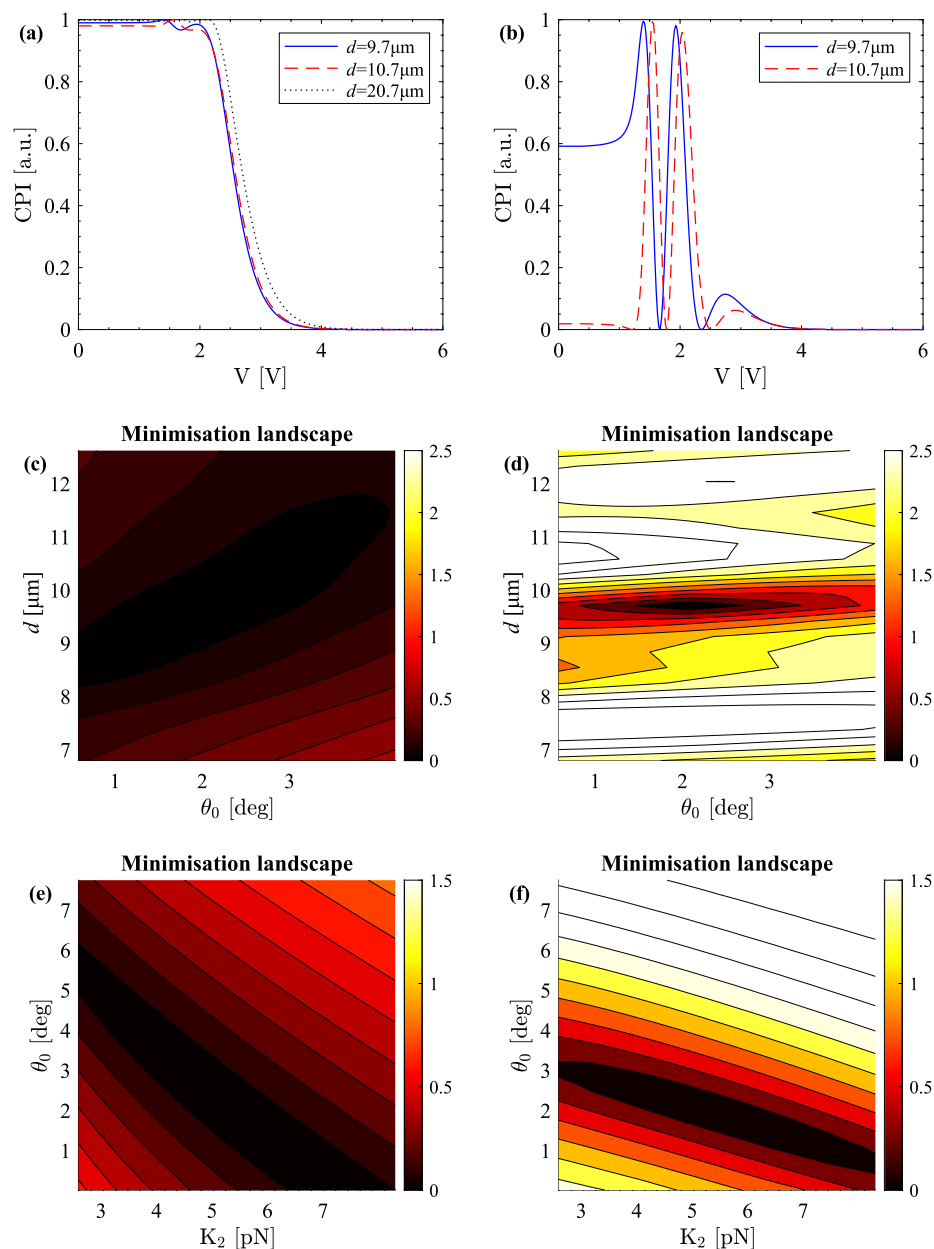 (a)
d=9.7μm
d=10.7μm
d=20.7μm
CPI [a.u.]
1
0.8
0.6
0.4
0.2
0
0 2 4 6
V [V]
(b)
d=9.7μm
d=10.7μm
CPI [a.u.]
1
0.8
0.6
0.4
0.2
0
0 2 4 6
V [V]
Minimisation landscape
(c)
d [μm]
12
11
10
9
8
7
1 2 3
θ0 [deg]
2.5
2
1.5
1
0.5
0
Minimisation landscape
(d)
d [μm]
12
11
10
9
8
7
1 2 3
θ0 [deg]
2.5
2
1.5
1
0.5
0
Minimisation landscape
(e)
θ0 [deg]
7
6
5
4
3
2
1
3 4 5 6 7
K2 [pN]
1.5
1
0.5
0
Minimisation landscape
(f)
θ0 [deg]
7
6
5
4
3
2
1
3 4 5 6 7
K2 [pN]
1.5
1
0.5
0